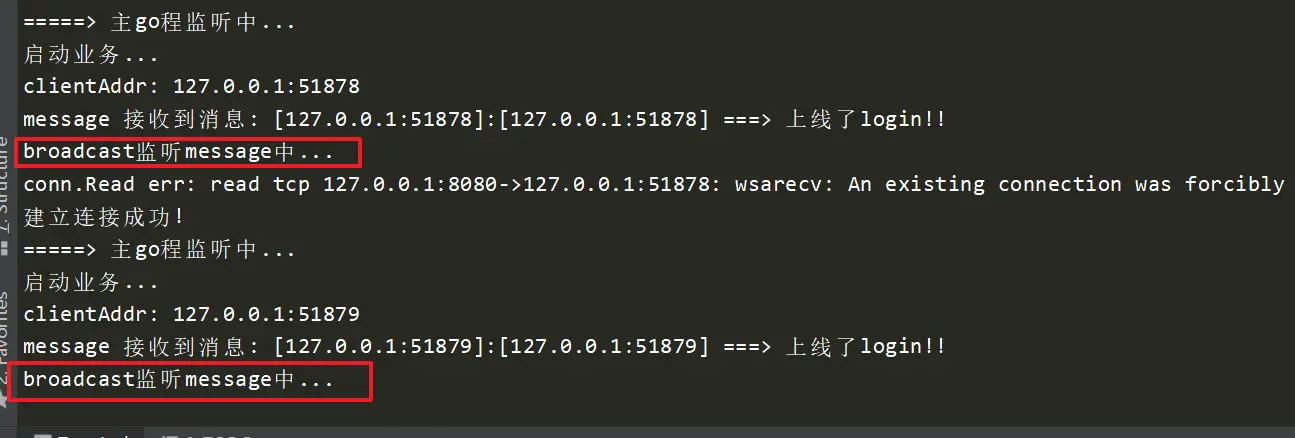 =====> 主go程监听中...
启动业务...
clientAddr: 127.0.0.1:51878
message 接收到消息: [127.0.0.1:51878]:[127.0.0.1:51878] ===> 上线了login!!
broadcast监听message中...
conn.Read err: read tcp 127.0.0.1:8080->127.0.0.1:51878: wsarecv: An existing connection was forcibly
建立连接成功!
=====> 主go程监听中...
启动业务...
clientAddr: 127.0.0.1:51879
message 接收到消息: [127.0.0.1:51879]:[127.0.0.1:51879] ===> 上线了login!!
broadcast监听message中...
Z: Structure
2: Favorites